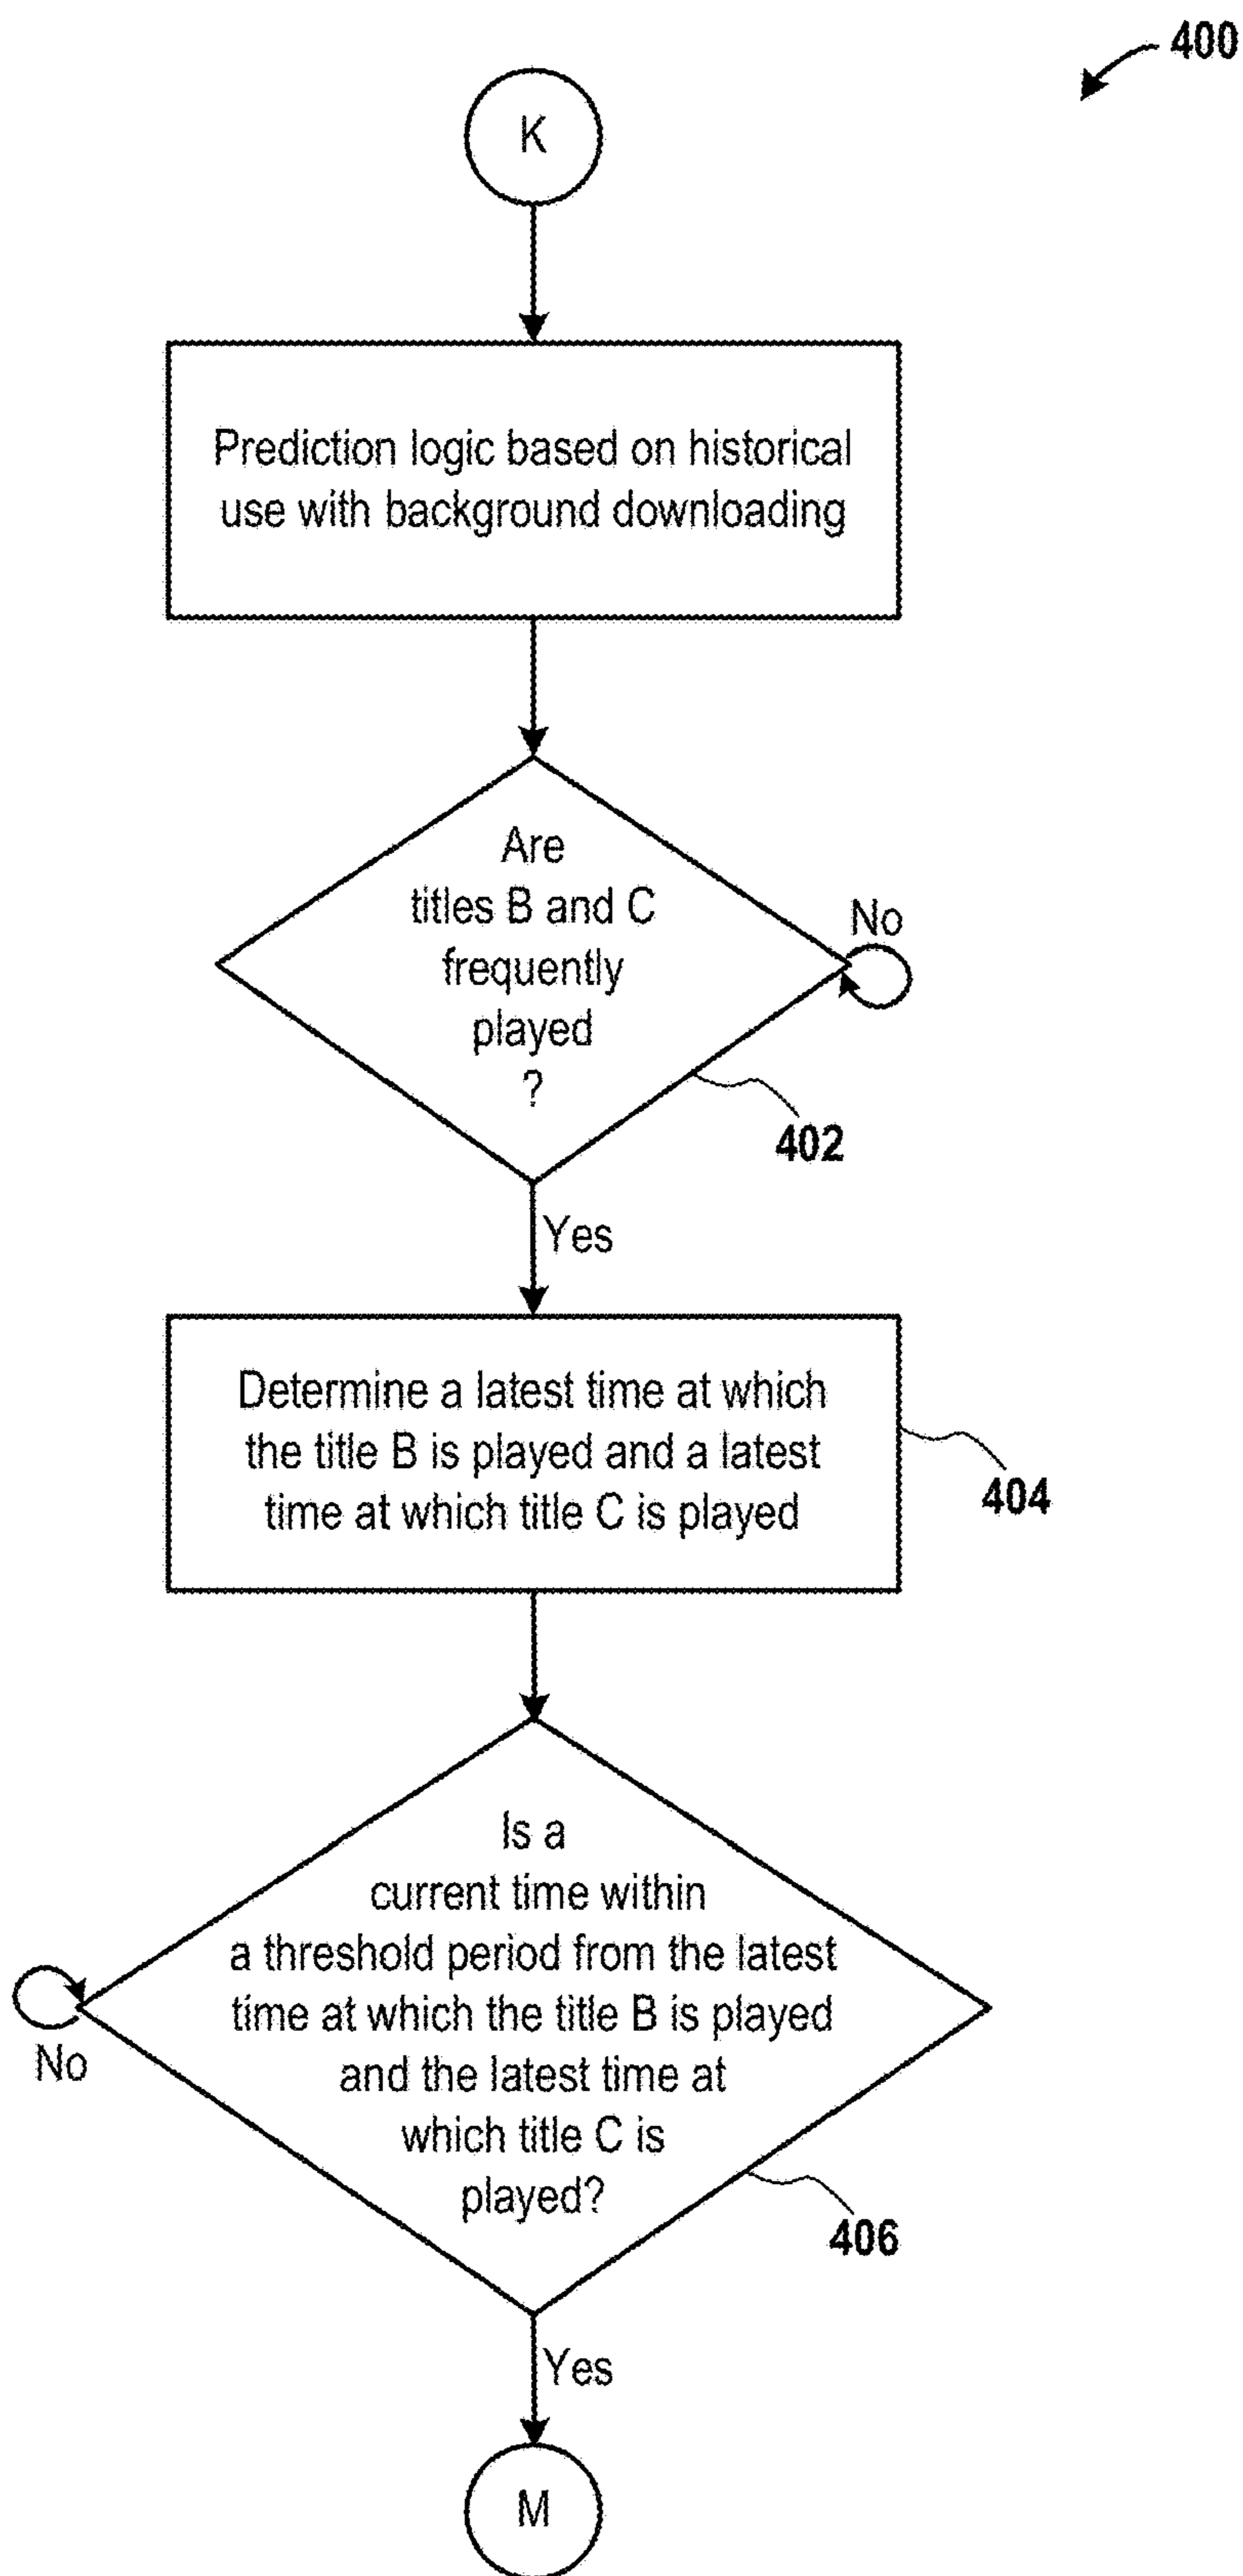 400
K
Prediction logic based on historical
use with background downloading
Are
titles B and C
frequently
played
?
No
402
Yes
Determine a latest time at which
the title B is played and a latest
time at which title C is played
404
Is a
current time within
a threshold period from the latest
time at which the title B is played
and the latest time at
which title C is
played?
No
406
Yes
M